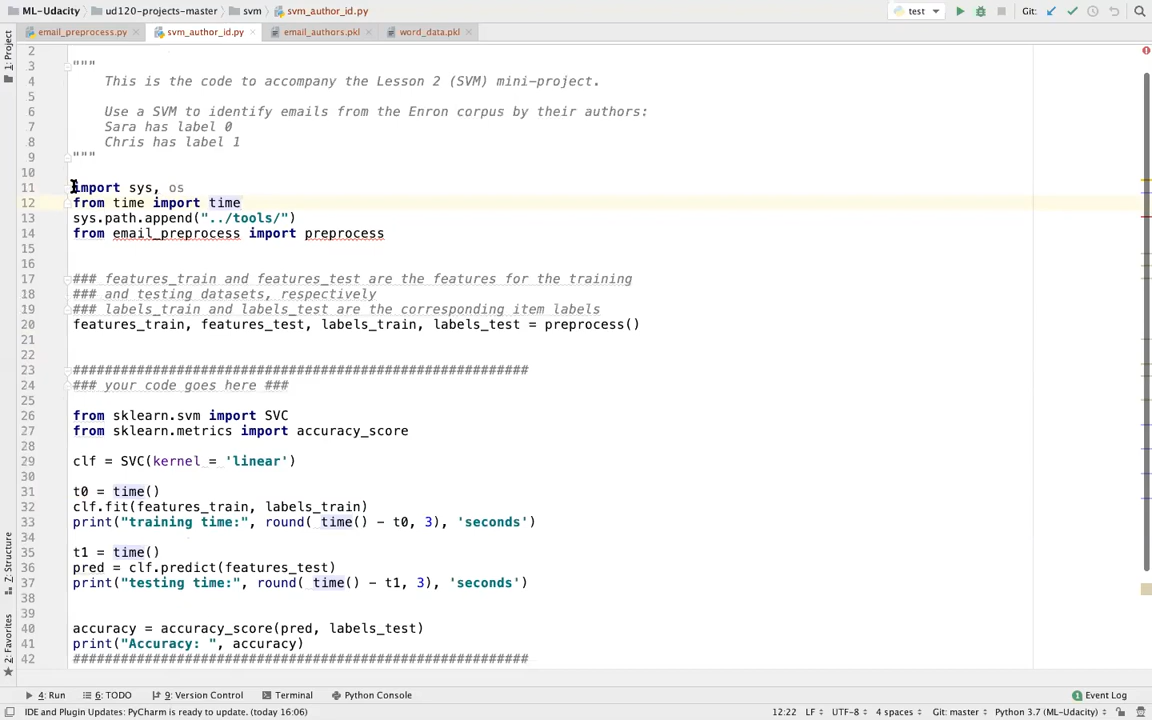 ML-Udacity ud120-projects-master svm svm_author_id.py test Git:
email_preprocess.py svm_author_id.py email_authors.pkl word_data.pkl
1: Project
2
3 """
4 This is the code to accompany the Lesson 2 (SVM) mini-project.
5
6 Use a SVM to identify emails from the Enron corpus by their authors:
7 Sara has label 0
8 Chris has label 1
9 """
10
11 import sys, os
12 from time import time
13 sys.path.append("../tools/")
14 from email_preprocess import preprocess
15
16
17 ### features_train and features_test are the features for the training
18 ### and testing datasets, respectively
19 ### labels_train and labels_test are the corresponding item labels
20 features_train, features_test, labels_train, labels_test = preprocess()
21
22
23 #########################################################
24 ### your code goes here ###
25
26 from sklearn.svm import SVC
27 from sklearn.metrics import accuracy_score
28
29 clf = SVC(kernel = 'linear')
30
31 t0 = time()
32 clf.fit(features_train, labels_train)
33 print("training time:", round( time() - t0, 3), 'seconds')
34
35 t1 = time()
36 pred = clf.predict(features_test)
37 print("testing time:", round( time() - t1, 3), 'seconds')
38
39
40 accuracy = accuracy_score(pred, labels_test)
41 print("Accuracy: ", accuracy)
42 #########################################################
7: Structure
2: Favorites
4: Run 6: TODO 9: Version Control Terminal Python Console 1 Event Log
IDE and Plugin Updates: PyCharm is ready to update. (today 16:06) 12:22 LF UTF-8 4 spaces Git: master Python 3.7 (ML-Udacity)